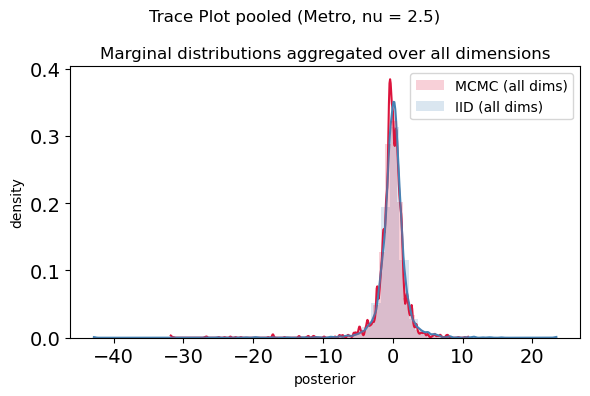 Trace Plot pooled (Metro, nu = 2.5)
Marginal distributions aggregated over all dimensions
MCMC (all dims)
IID (all dims)
density
0.4
0.3
0.2
0.1
0.0
−40 −30 −20 −10 0 10 20
posterior